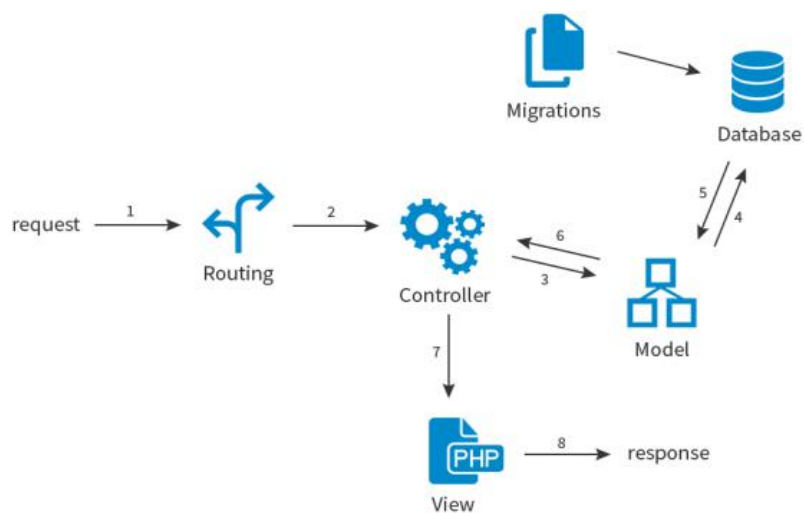 Migrations
Database
request
1
Routing
2
Controller
3
6
5
4
Model
7
PHP
View
8
response